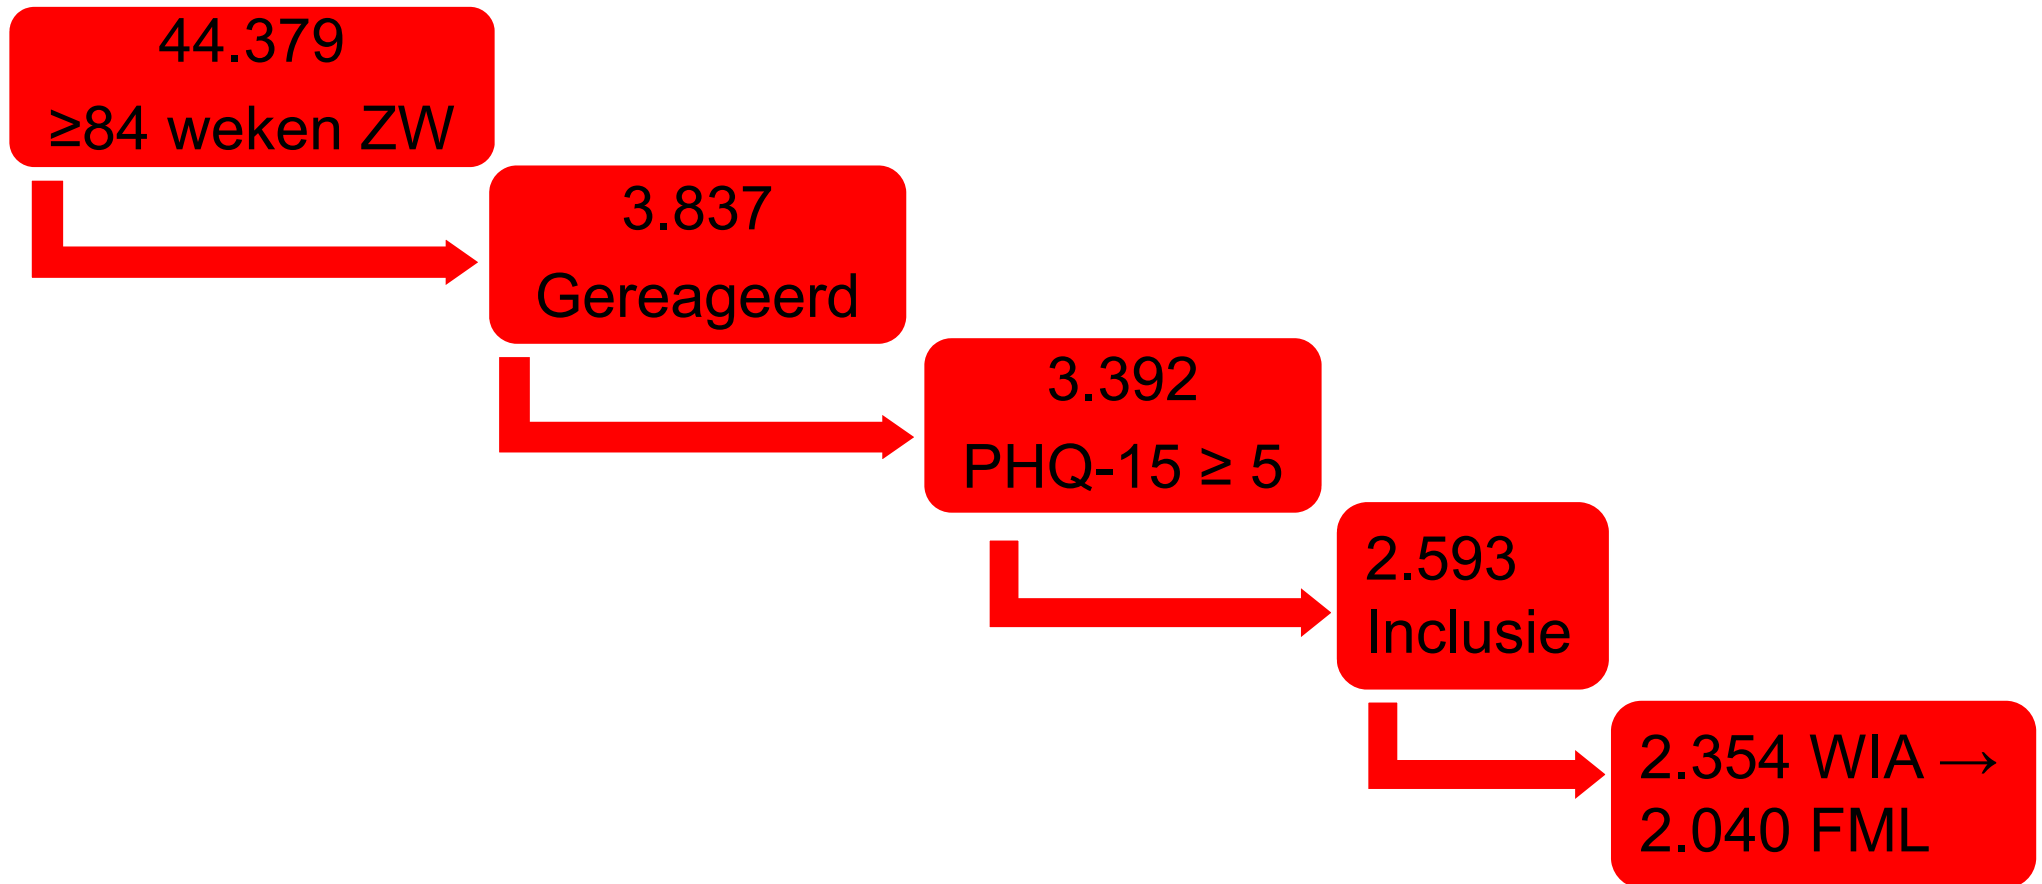 44.379
≥84 weken ZW
3.837
Gereageerd
3.392
PHQ-15 ≥ 5
2.593
Inclusie
2.354 WIA →
2.040 FML